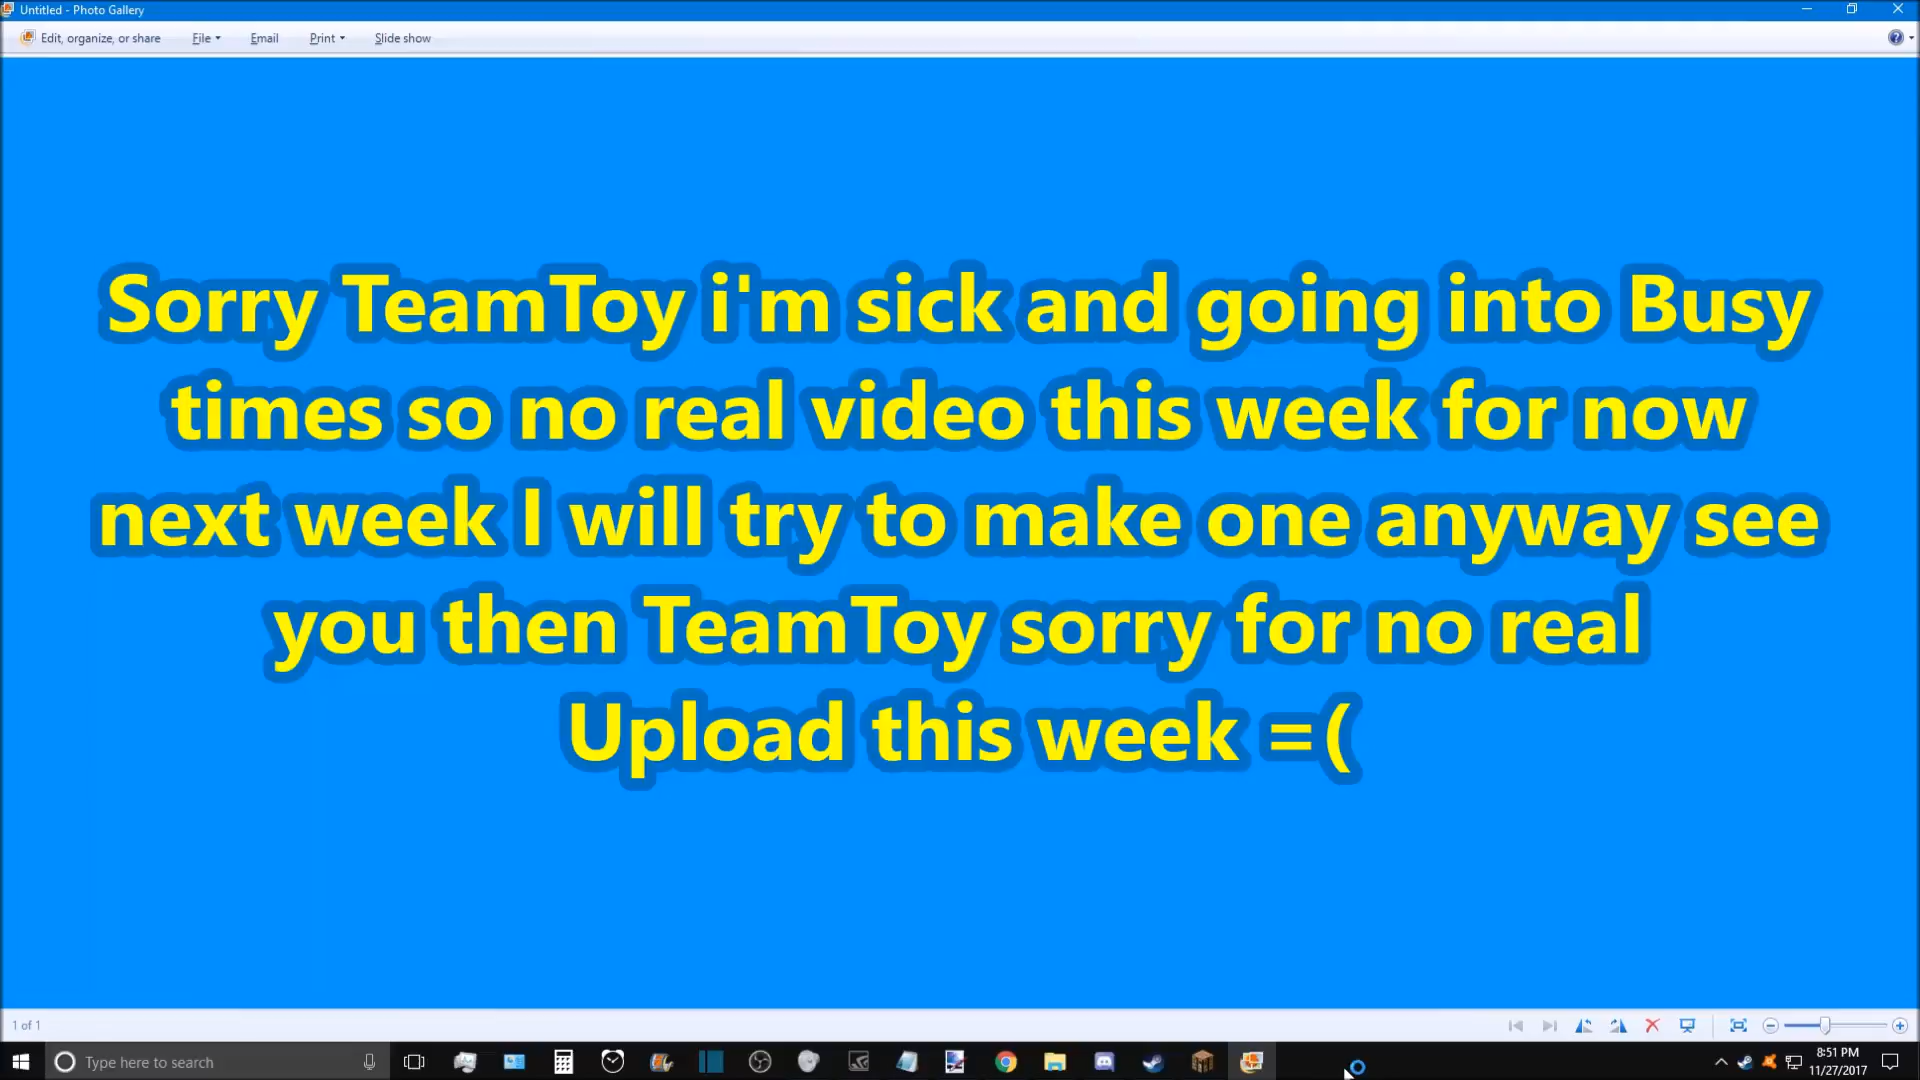 Untitled - Photo Gallery
Edit, organize, or share File Email Print Slide show
Sorry TeamToy i'm sick and going into Busy
times so no real video this week for now
next week I will try to make one anyway see
you then TeamToy sorry for no real
Upload this week =(
1 of 1
Type here to search
8:51 PM
11/27/2017